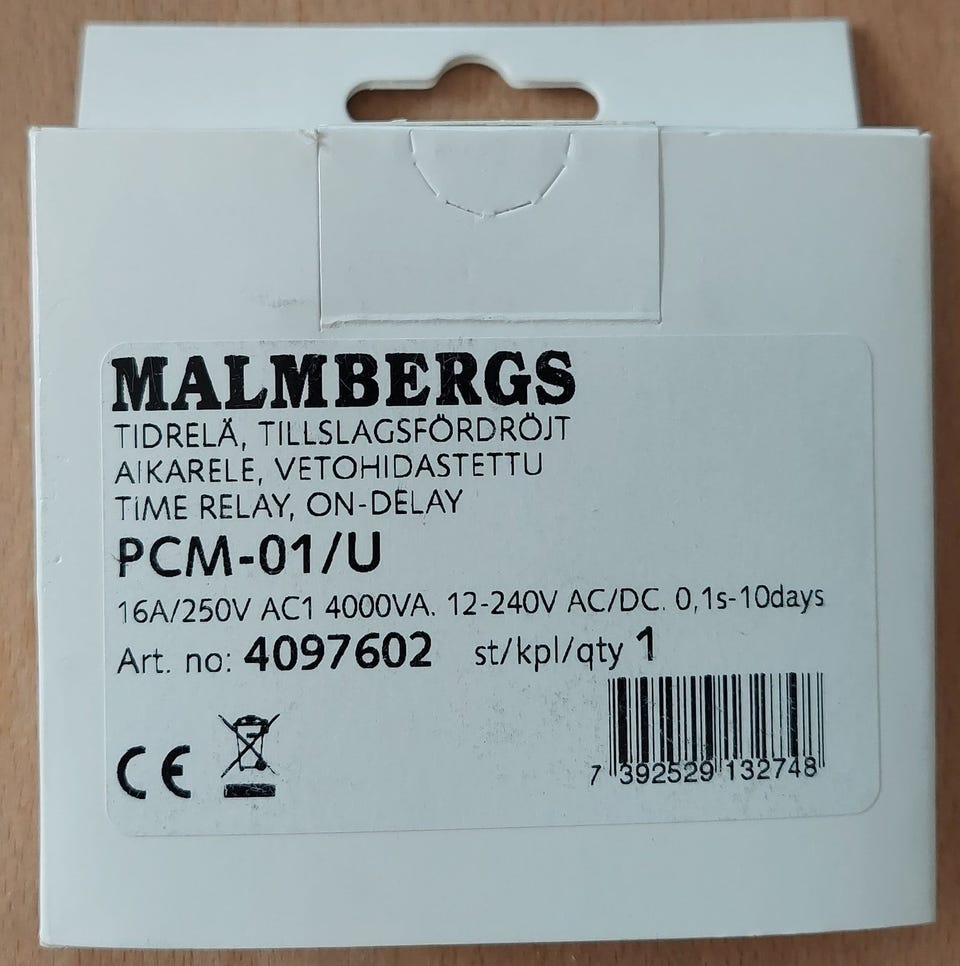 MALMBERGS
TIDRELÄ, TILLSLAGSFÖRDRÖJT
AIKARELE, VETOHIDASTETTU
TIME RELAY, ON-DELAY
PCM-01/U
16A/250V AC1 4000VA. 12-240V AC/DC. 0,1s-10days
Art. no: 4097602 st/kpl/qty 1
CE
7 392529 132748